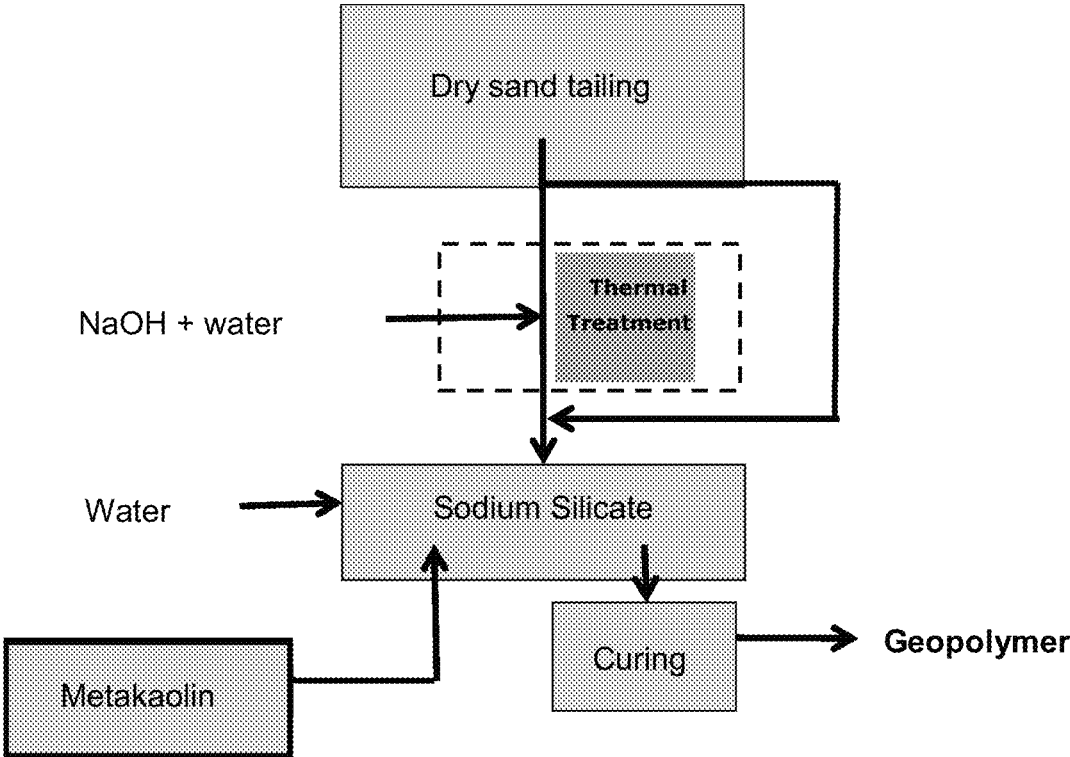 Dry sand tailing
Thermal
Treatment
NaOH + water
Water
Sodium Silicate
Metakaolin
Curing
Geopolymer